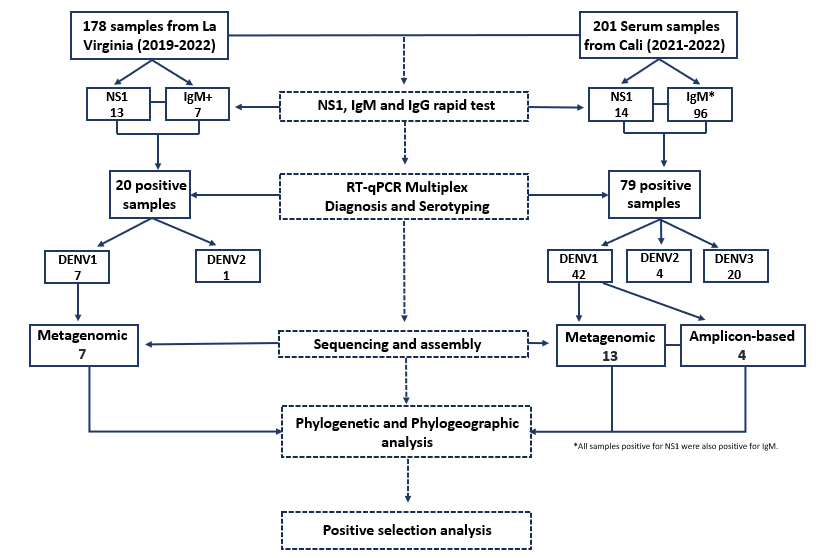 178 samples from La
Virginia (2019-2022)
201 Serum samples
from Cali (2021-2022)
NS1
13
IgM+
7
NS1, IgM and IgG rapid test
NS1
14
IgM*
96
20 positive
samples
RT-qPCR Multiplex
Diagnosis and Serotyping
79 positive
samples
DENV1
7
DENV2
1
DENV1
42
DENV2
4
DENV3
20
Metagenomic
7
Sequencing and assembly
Metagenomic
13
Amplicon-based
4
Phylogenetic and Phylogeographic
analysis
*All samples positive for NS1 were also positive for IgM.
Positive selection analysis